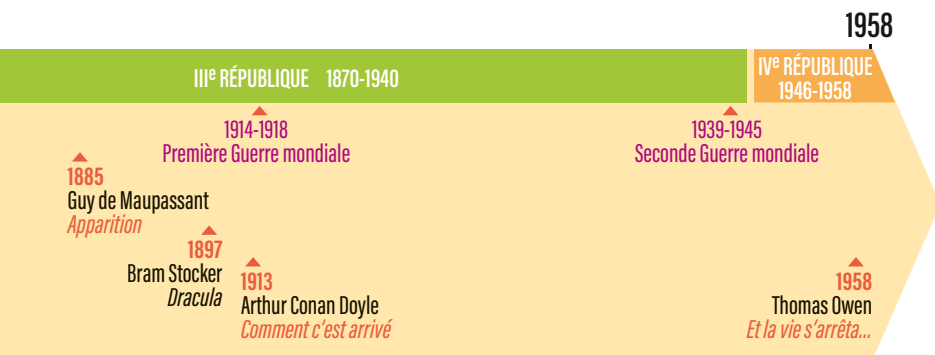 1958
IIIe RÉPUBLIQUE 1870-1940
IVe RÉPUBLIQUE
1946-1958
1914-1918
Première Guerre mondiale
1939-1945
Seconde Guerre mondiale
1885
Guy de Maupassant
Apparition
1897
Bram Stocker
Dracula
1913
Arthur Conan Doyle
Comment c'est arrivé
1958
Thomas Owen
Et la vie s'arrêta...